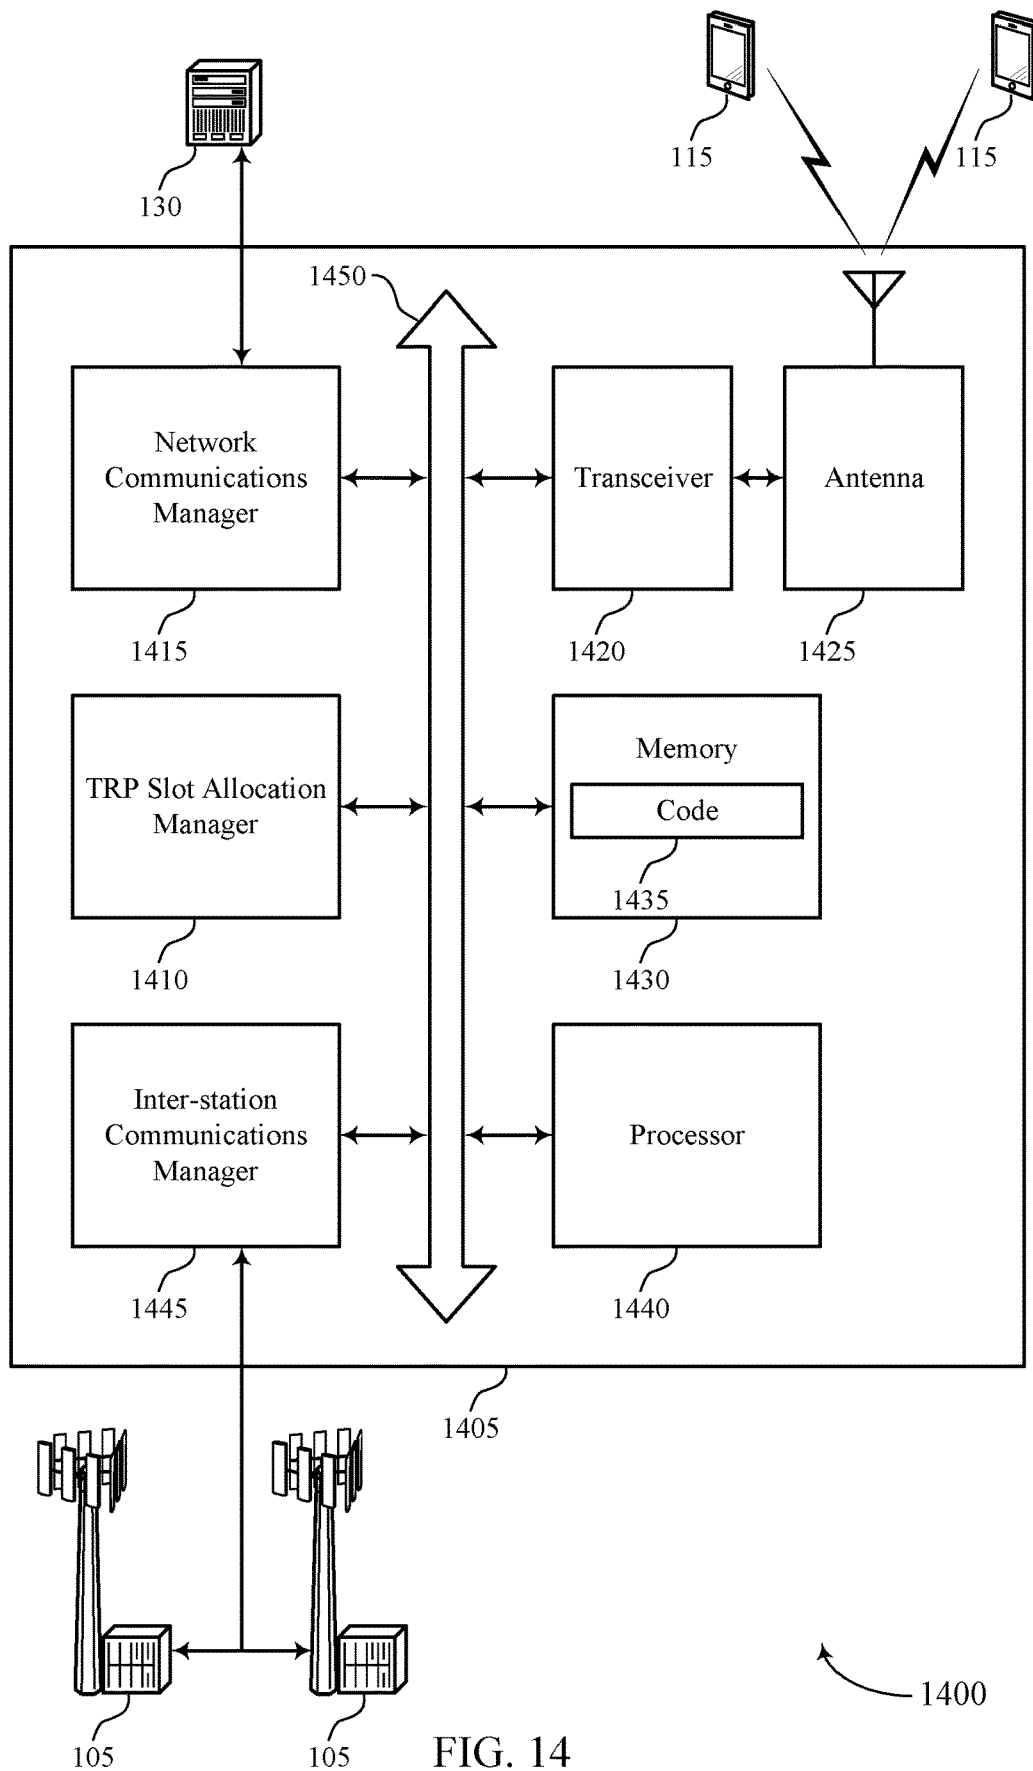 115
115
130
1450
Network
Communications
Manager
Transceiver
Antenna
1415
1420
1425
TRP Slot Allocation
Manager
Memory
Code
1435
1410
1430
Inter-station
Communications
Manager
Processor
1445
1440
1405
1400
105
105
FIG. 14